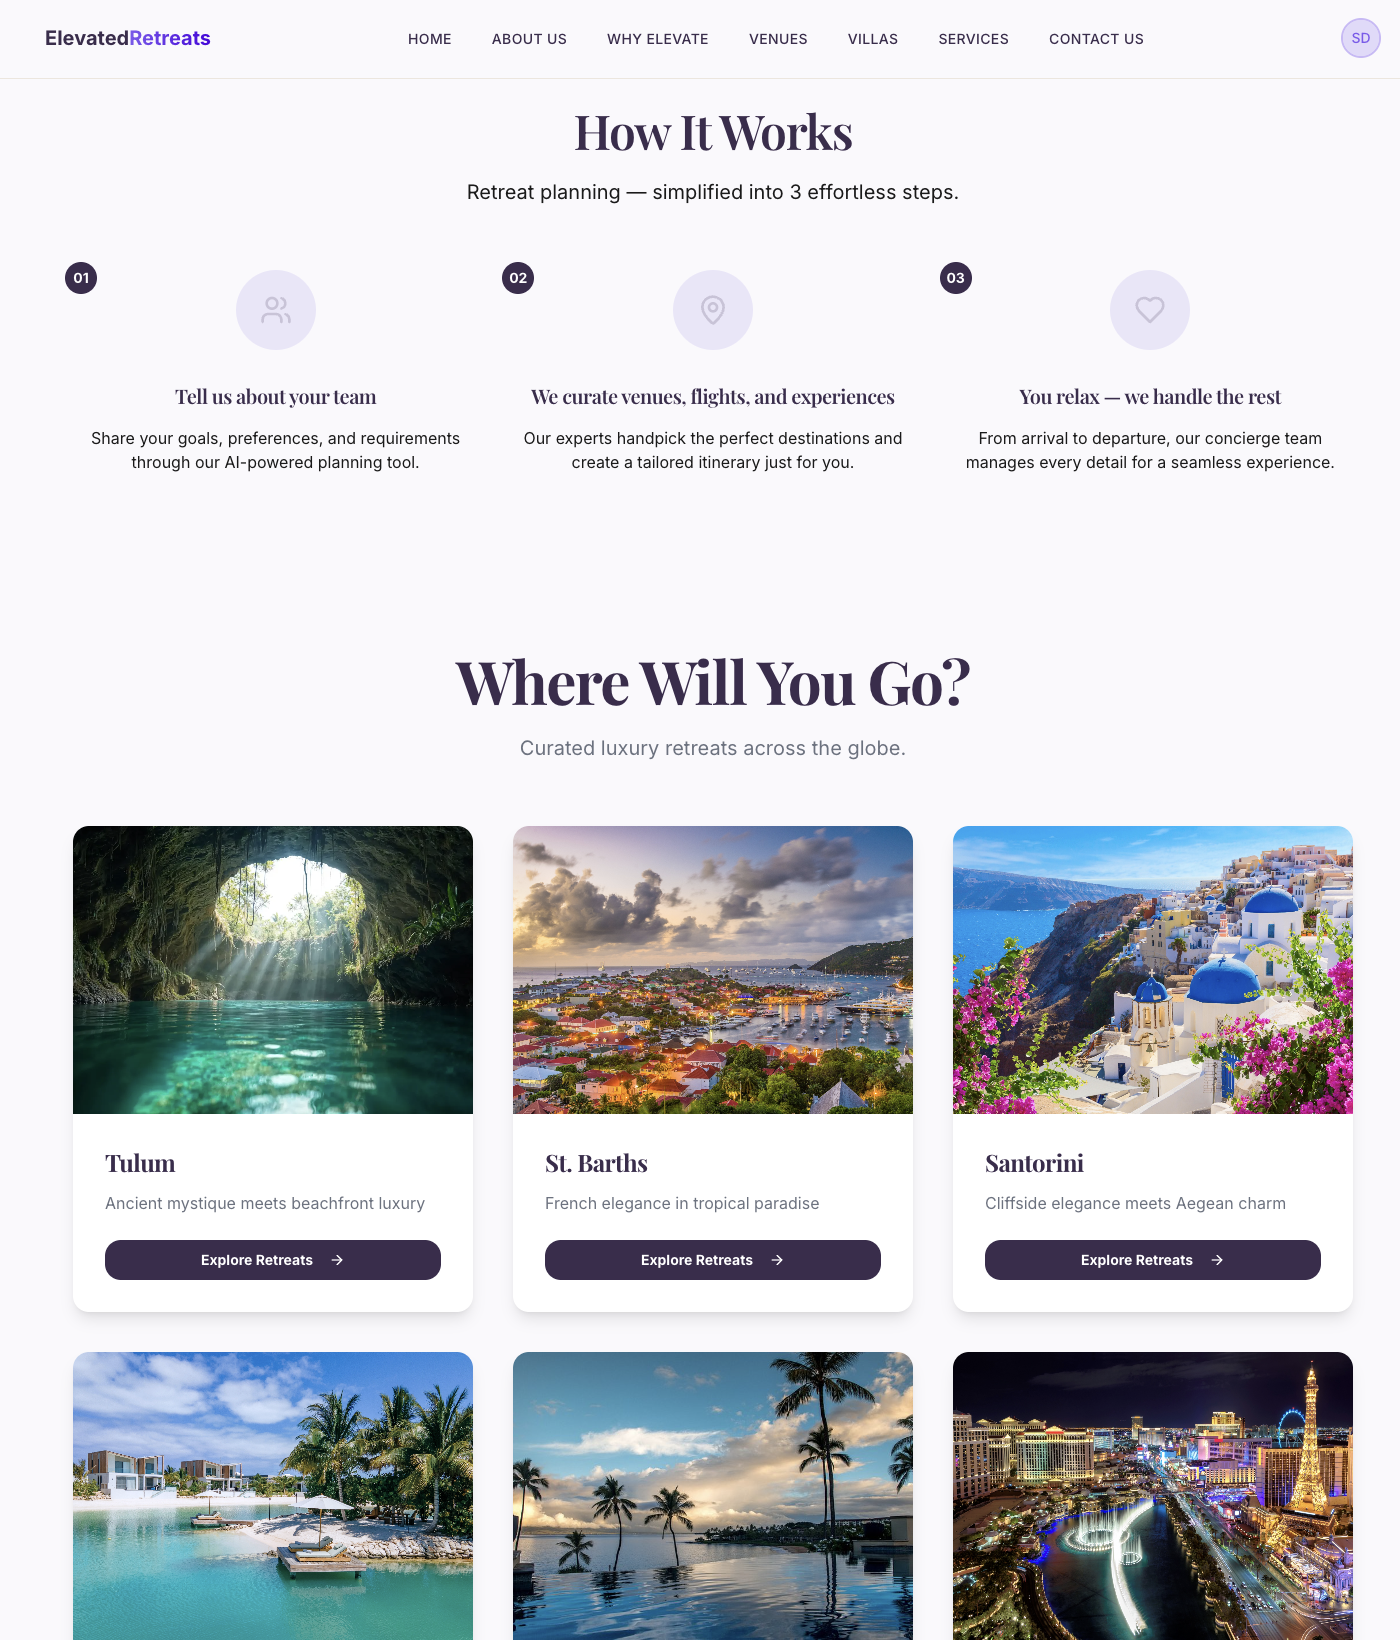 ElevatedRetreats
HOME
ABOUT US
WHY ELEVATE
VENUES
VILLAS
SERVICES
CONTACT US
SD
How It Works
Retreat planning — simplified into 3 effortless steps.
01
Tell us about your team
Share your goals, preferences, and requirements
through our AI-powered planning tool.
02
We curate venues, flights, and experiences
Our experts handpick the perfect destinations and
create a tailored itinerary just for you.
03
You relax — we handle the rest
From arrival to departure, our concierge team
manages every detail for a seamless experience.
Where Will You Go?
Curated luxury retreats across the globe.
Tulum
Ancient mystique meets beachfront luxury
Explore Retreats
St. Barths
French elegance in tropical paradise
Explore Retreats
Santorini
Cliffside elegance meets Aegean charm
Explore Retreats